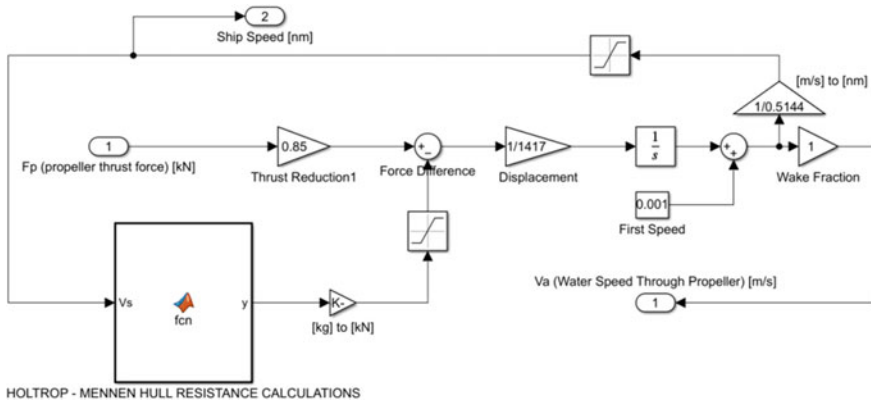 2
Ship Speed [nm]
[m/s] to [nm]
1/0.5144
1
Fp (propeller thrust force) [kN]
0.85
Thrust Reduction1
+
−
Force Difference
1/1417
Displacement
1
s
+
+
1
Wake Fraction
0.001
First Speed
Vs
fcn
y
K-
[kg] to [kN]
Va (Water Speed Through Propeller) [m/s]
1
HOLTROP - MENNEN HULL RESISTANCE CALCULATIONS